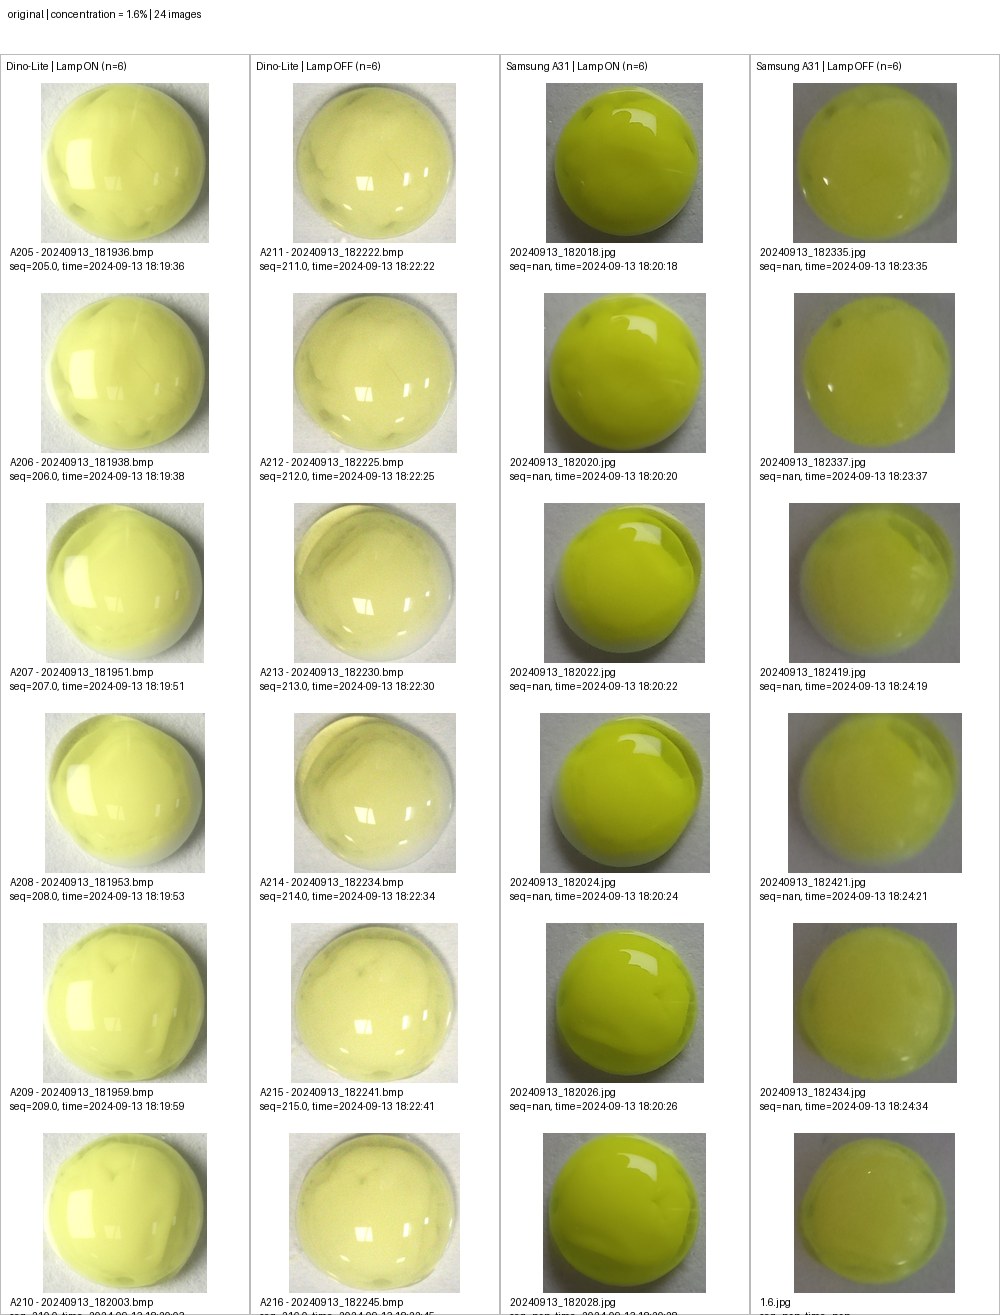 original | concentration = 1.6% | 24 images
Dino-Lite | Lamp ON (n=6)
Dino-Lite | Lamp OFF (n=6)
Samsung A31 | Lamp ON (n=6)
Samsung A31 | Lamp OFF (n=6)
A205 - 20240913_181936.bmp
seq=205.0, time=2024-09-13 18:19:36
A211 - 20240913_182222.bmp
seq=211.0, time=2024-09-13 18:22:22
20240913_182018.jpg
seq=nan, time=2024-09-13 18:20:18
20240913_182335.jpg
seq=nan, time=2024-09-13 18:23:35
A206 - 20240913_181938.bmp
seq=206.0, time=2024-09-13 18:19:38
A212 - 20240913_182225.bmp
seq=212.0, time=2024-09-13 18:22:25
20240913_182020.jpg
seq=nan, time=2024-09-13 18:20:20
20240913_182337.jpg
seq=nan, time=2024-09-13 18:23:37
A207 - 20240913_181951.bmp
seq=207.0, time=2024-09-13 18:19:51
A213 - 20240913_182230.bmp
seq=213.0, time=2024-09-13 18:22:30
20240913_182022.jpg
seq=nan, time=2024-09-13 18:20:22
20240913_182419.jpg
seq=nan, time=2024-09-13 18:24:19
A208 - 20240913_181953.bmp
seq=208.0, time=2024-09-13 18:19:53
A214 - 20240913_182234.bmp
seq=214.0, time=2024-09-13 18:22:34
20240913_182024.jpg
seq=nan, time=2024-09-13 18:20:24
20240913_182421.jpg
seq=nan, time=2024-09-13 18:24:21
A209 - 20240913_181959.bmp
seq=209.0, time=2024-09-13 18:19:59
A215 - 20240913_182241.bmp
seq=215.0, time=2024-09-13 18:22:41
20240913_182026.jpg
seq=nan, time=2024-09-13 18:20:26
20240913_182434.jpg
seq=nan, time=2024-09-13 18:24:34
A210 - 20240913_182003.bmp
A216 - 20240913_182245.bmp
20240913_182028.jpg
1.6.jpg